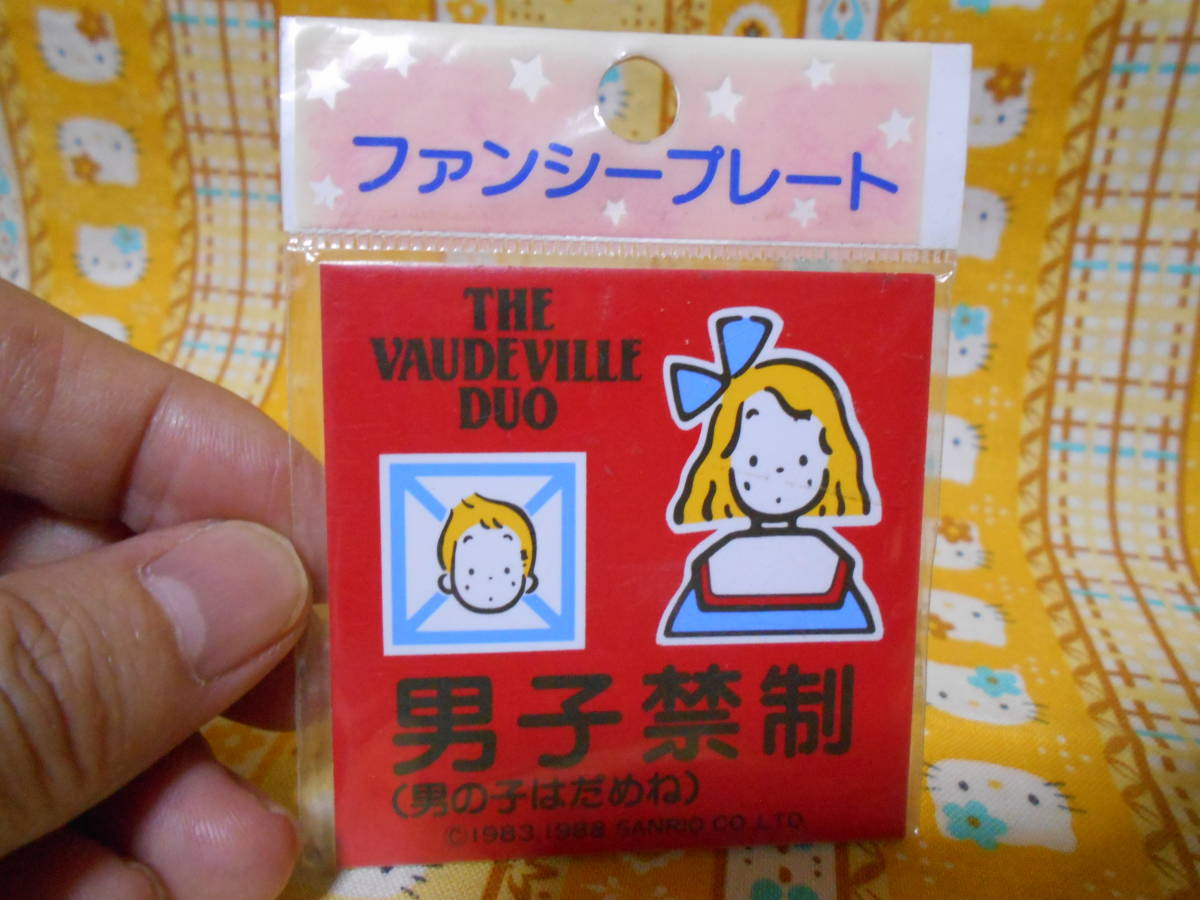 ファンシープレート
THE
VAUDEVILLE
DUO
男子禁制
(男の子はだめね)
©1983,1988 SANRIO CO.,LTD.